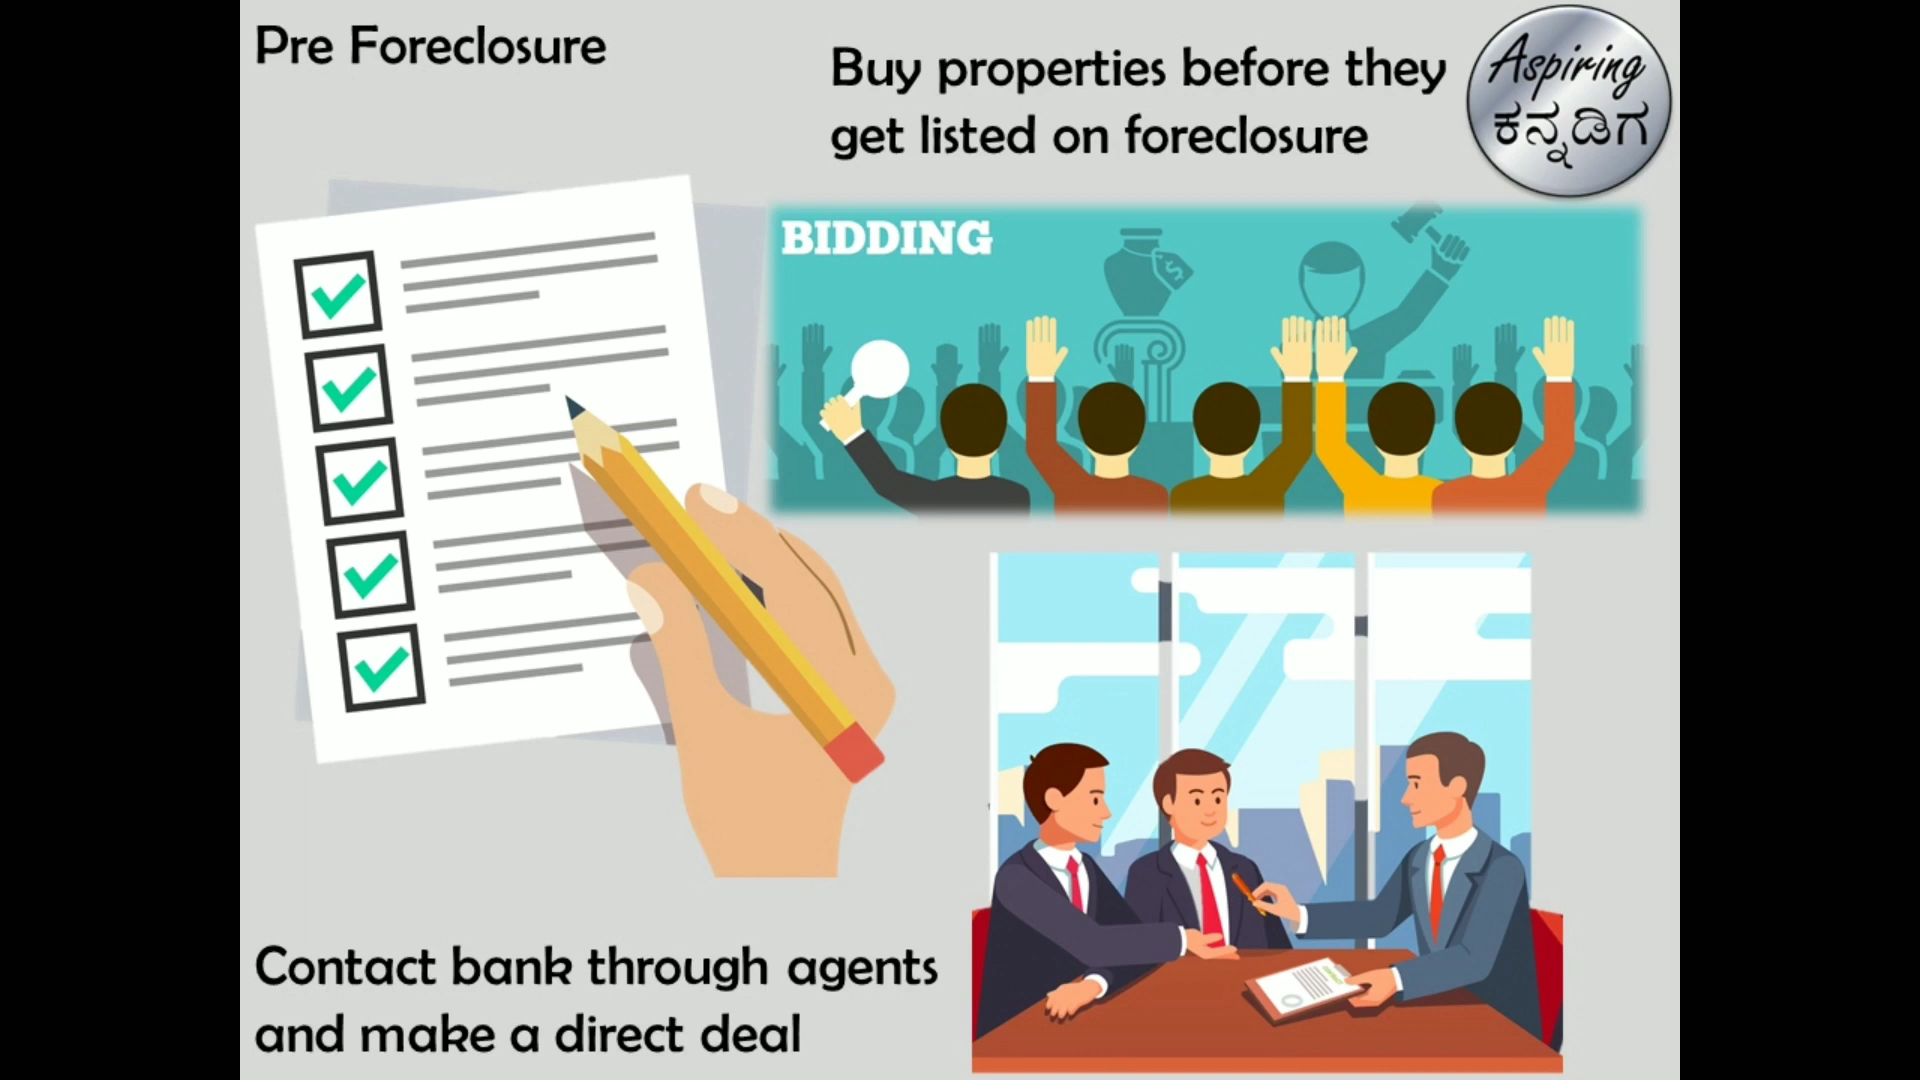 Pre Foreclosure
Buy properties before they
get listed on foreclosure
Aspiring
ಕನ್ನಡಿಗ
BIDDING
Contact bank through agents
and make a direct deal